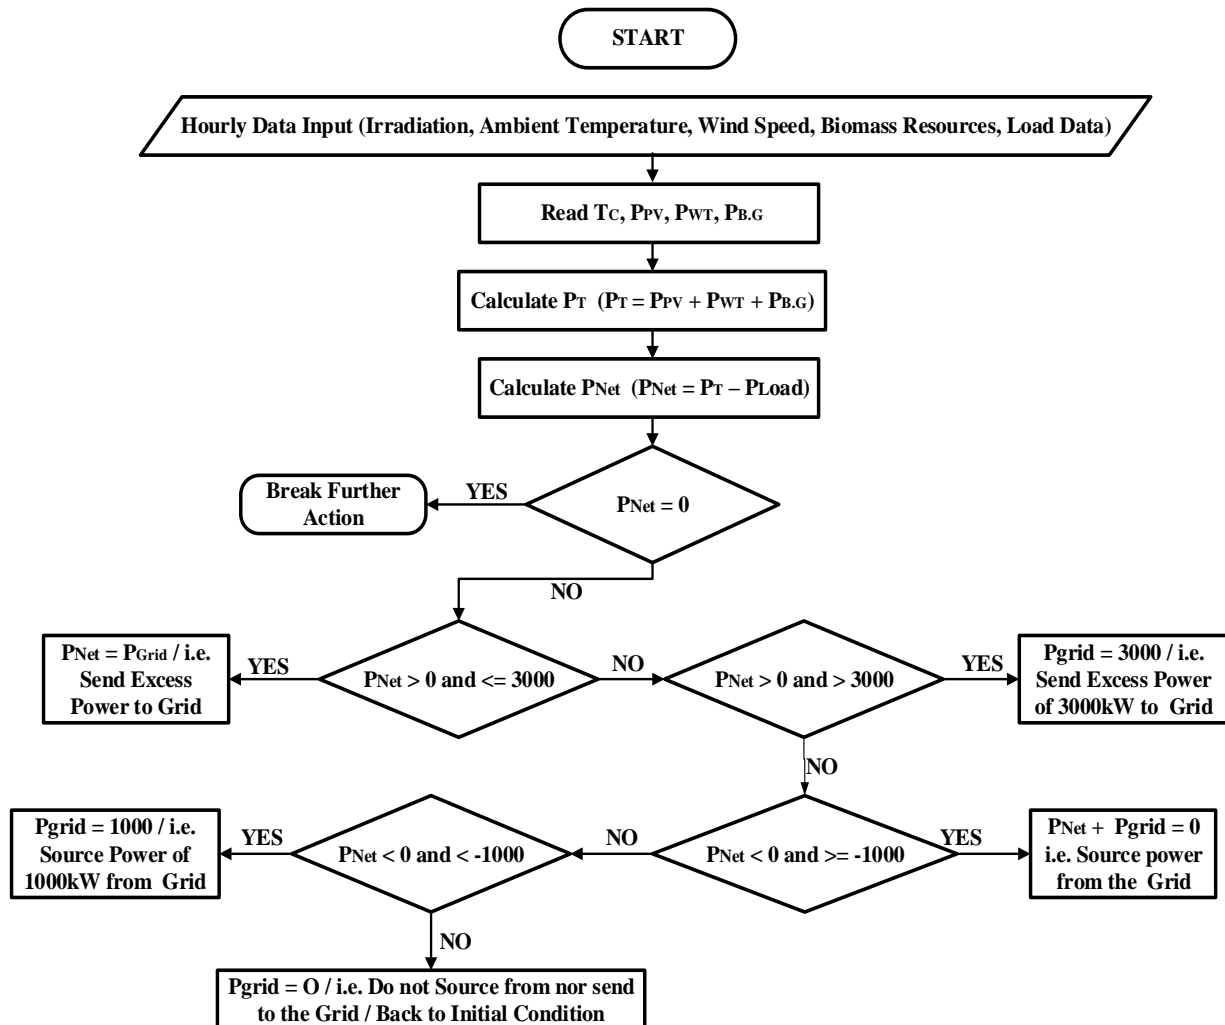 START
Hourly Data Input (Irradiation, Ambient Temperature, Wind Speed, Biomass Resources, Load Data)
Read TC, PPV, PWT, PB.G
Calculate PT (PT = PPV + PWT + PB.G)
Calculate PNet (PNet = PT – PLoad)
PNet = 0
YES
Break Further
Action
NO
PNet > 0 and <= 3000
YES
PNet = PGrid / i.e.
Send Excess
Power to Grid
NO
PNet > 0 and > 3000
YES
Pgrid = 3000 / i.e.
Send Excess Power
of 3000kW to Grid
NO
PNet < 0 and >= -1000
YES
PNet + Pgrid = 0
i.e. Source power
from the Grid
NO
PNet < 0 and < -1000
YES
Pgrid = 1000 / i.e.
Source Power of
1000kW from Grid
NO
Pgrid = O / i.e. Do not Source from nor send
to the Grid / Back to Initial Condition